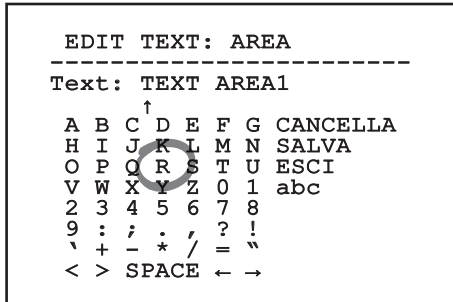 EDIT TEXT: AREA
------------------------
Text: TEXT AREA1
↑
A B C D E F G CANCELLA
H I J K L M N SALVA
O P Q R S T U ESCI
V W X Y Z 0 1 abc
2 3 4 5 6 7 8
9 : ; . , ? !
‵ + - * / = ‶
< > SPACE ← →